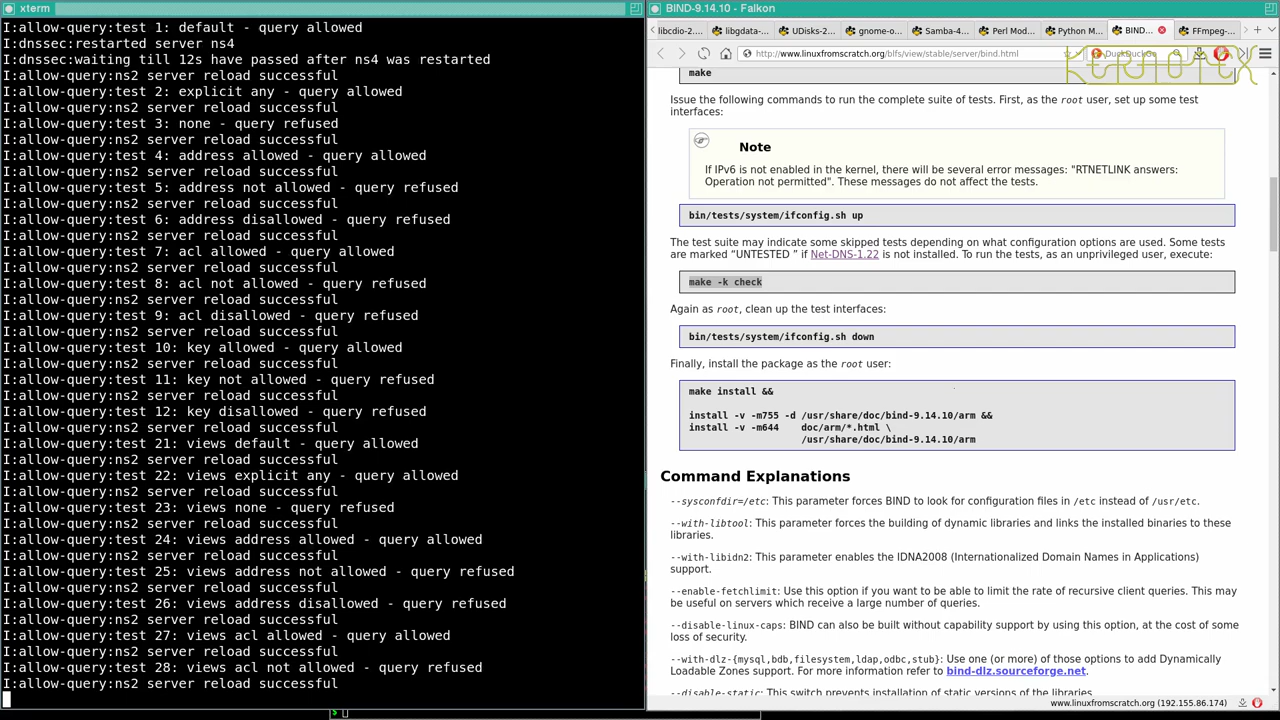 xterm
I:allow-query:test 1: default - query allowed
I:dnssec:restarted server ns4
I:dnssec:waiting till 12s have passed after ns4 was restarted
I:allow-query:ns2 server reload successful
I:allow-query:test 2: explicit any - query allowed
I:allow-query:ns2 server reload successful
I:allow-query:test 3: none - query refused
I:allow-query:ns2 server reload successful
I:allow-query:test 4: address allowed - query allowed
I:allow-query:ns2 server reload successful
I:allow-query:test 5: address not allowed - query refused
I:allow-query:ns2 server reload successful
I:allow-query:test 6: address disallowed - query refused
I:allow-query:ns2 server reload successful
I:allow-query:test 7: acl allowed - query allowed
I:allow-query:ns2 server reload successful
I:allow-query:test 8: acl not allowed - query refused
I:allow-query:ns2 server reload successful
I:allow-query:test 9: acl disallowed - query refused
I:allow-query:ns2 server reload successful
I:allow-query:test 10: key allowed - query allowed
I:allow-query:ns2 server reload successful
I:allow-query:test 11: key not allowed - query refused
I:allow-query:ns2 server reload successful
I:allow-query:test 12: key disallowed - query refused
I:allow-query:ns2 server reload successful
I:allow-query:test 21: views default - query allowed
I:allow-query:ns2 server reload successful
I:allow-query:test 22: views explicit any - query allowed
I:allow-query:ns2 server reload successful
I:allow-query:test 23: views none - query refused
I:allow-query:ns2 server reload successful
I:allow-query:test 24: views address allowed - query allowed
I:allow-query:ns2 server reload successful
I:allow-query:test 25: views address not allowed - query refused
I:allow-query:ns2 server reload successful
I:allow-query:test 26: views address disallowed - query refused
I:allow-query:ns2 server reload successful
I:allow-query:test 27: views acl allowed - query allowed
I:allow-query:ns2 server reload successful
I:allow-query:test 28: views acl not allowed - query refused
I:allow-query:ns2 server reload successful
$
BIND-9.14.10 - Falkon
libcdio-2.. libgdata-.. UDisks-2... gnome-o... Samba-4... Perl Mod... Python M... BIND... FFmpeg-...
http://www.linuxfromscratch.org/blfs/view/stable/server/bind.html DuckDuckGo
KERNOTEX
make
Issue the following commands to run the complete suite of tests. First, as the root user, set up some test
interfaces:
Note
If IPv6 is not enabled in the kernel, there will be several error messages: "RTNETLINK answers:
Operation not permitted". These messages do not affect the tests.
bin/tests/system/ifconfig.sh up
The test suite may indicate some skipped tests depending on what configuration options are used. Some tests
are marked “UNTESTED ” if Net-DNS-1.22 is not installed. To run the tests, as an unprivileged user, execute:
make -k check
Again as root, clean up the test interfaces:
bin/tests/system/ifconfig.sh down
Finally, install the package as the root user:
make install &&
install -v -m755 -d /usr/share/doc/bind-9.14.10/arm &&
install -v -m644 doc/arm/*.html \
/usr/share/doc/bind-9.14.10/arm
Command Explanations
--sysconfdir=/etc: This parameter forces BIND to look for configuration files in /etc instead of /usr/etc.
--with-libtool: This parameter forces the building of dynamic libraries and links the installed binaries to these
libraries.
--with-libidn2: This parameter enables the IDNA2008 (Internationalized Domain Names in Applications)
support.
--enable-fetchlimit: Use this option if you want to be able to limit the rate of recursive client queries. This may
be useful on servers which receive a large number of queries.
--disable-linux-caps: BIND can also be built without capability support by using this option, at the cost of some
loss of security.
--with-dlz-{mysql,bdb,filesystem,ldap,odbc,stub}: Use one (or more) of those options to add Dynamically
Loadable Zones support. For more information refer to bind-dlz.sourceforge.net.
--disable-static: This switch prevents installation of static versions of the libraries.
www.linuxfromscratch.org (192.155.86.174)